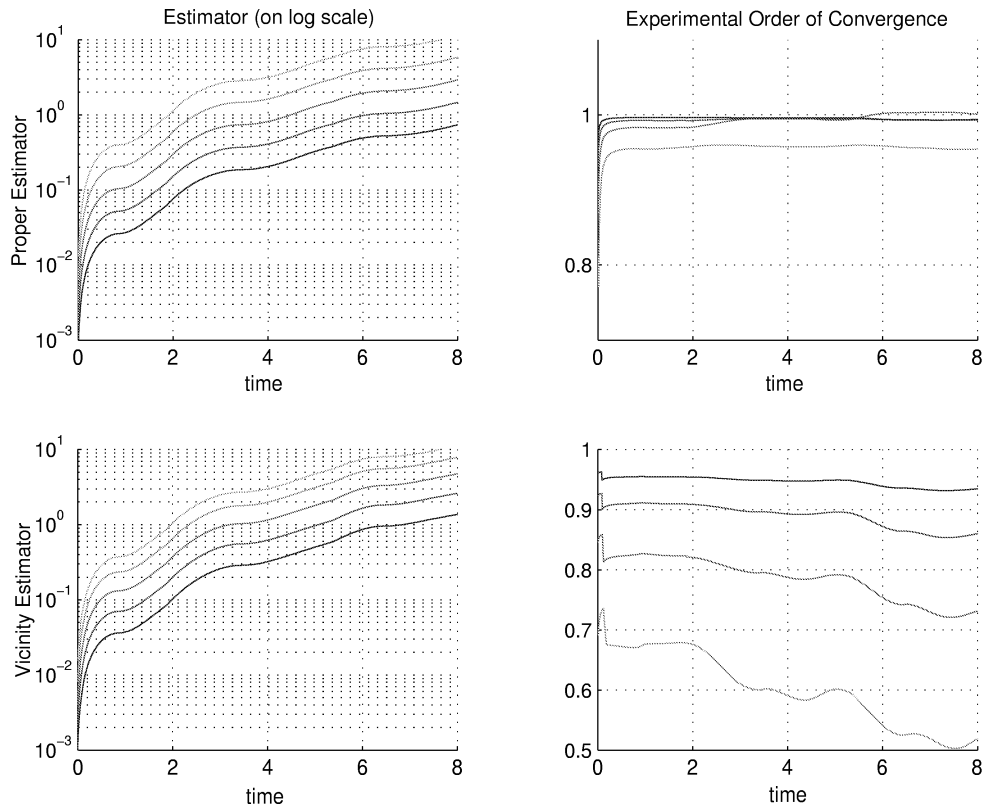 Estimator (on log scale)
Proper Estimator
10^1
10^0
10^−1
10^−2
10^−3
0 2 4 6 8
time
Experimental Order of Convergence
1
0.8
0 2 4 6 8
time
Vicinity Estimator
10^1
10^0
10^−1
10^−2
10^−3
0 2 4 6 8
time
1
0.9
0.8
0.7
0.6
0.5
0 2 4 6 8
time